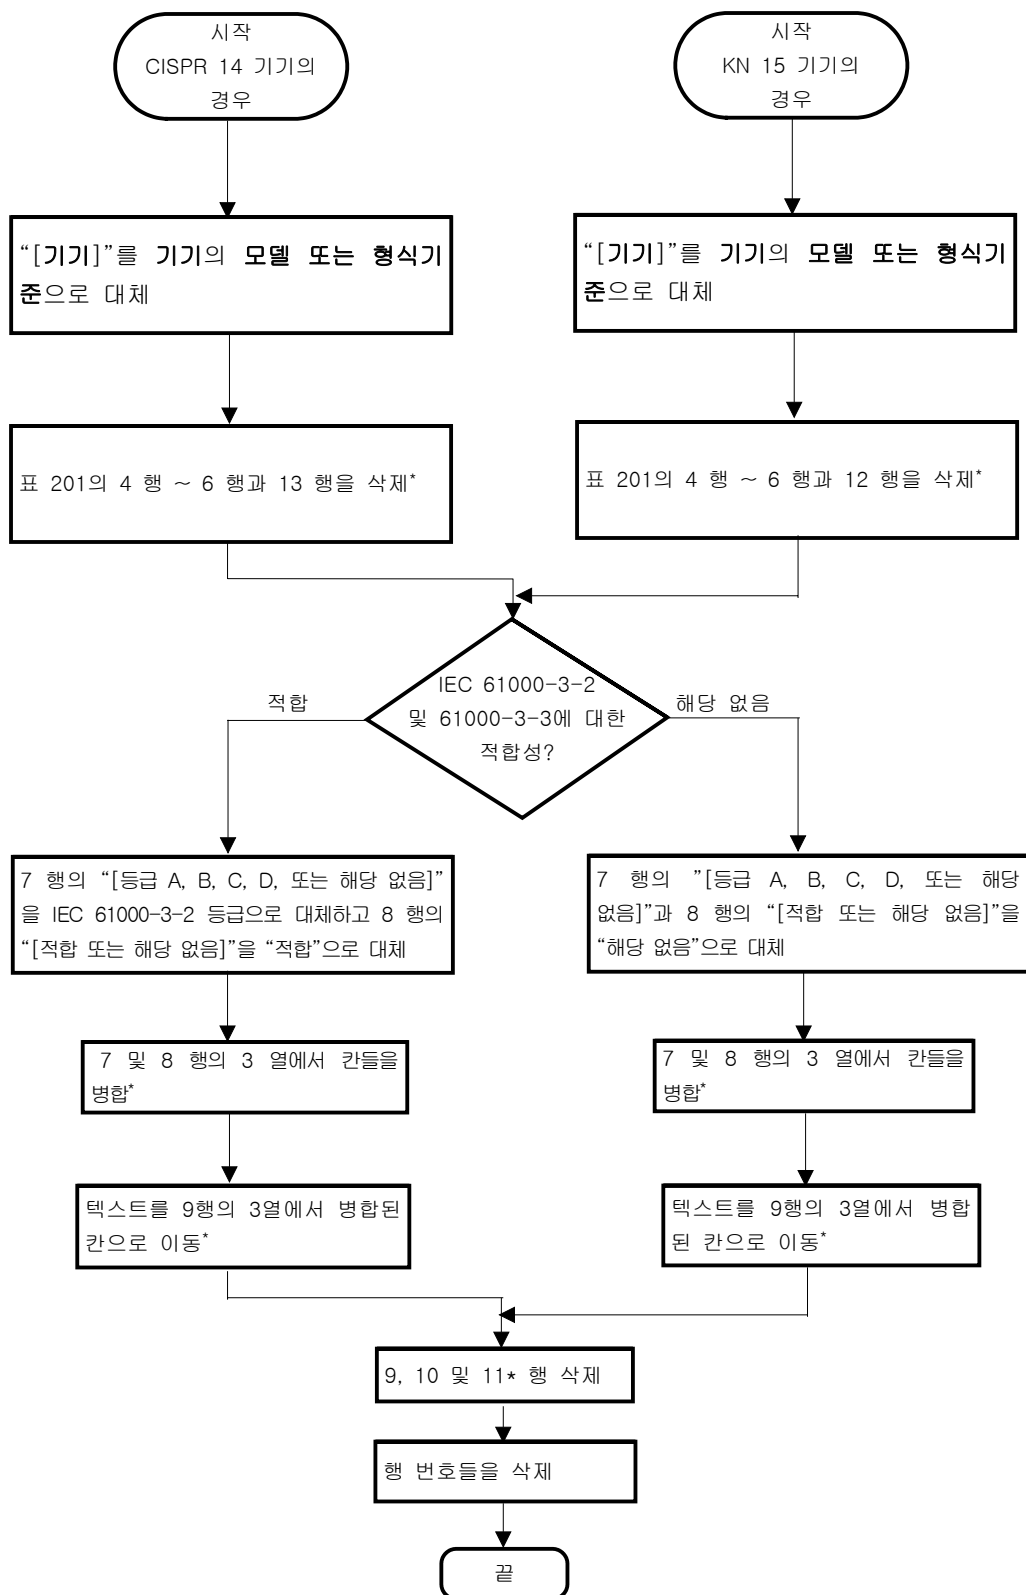 시작
CISPR 14 기기의
경우
시작
KN 15 기기의
경우
“[기기]”를 기기의 모델 또는 형식기
준으로 대체
“[기기]”를 기기의 모델 또는 형식기
준으로 대체
표 201의 4 행 ~ 6 행과 13 행을 삭제*
표 201의 4 행 ~ 6 행과 12 행을 삭제*
IEC 61000-3-2
및 61000-3-3에 대한
적합성?
적합
해당 없음
7 행의 “[등급 A, B, C, D, 또는 해당 없음]”
을 IEC 61000-3-2 등급으로 대체하고 8 행의
“[적합 또는 해당 없음]”을 “적합”으로 대체
7 행의 ”[등급 A, B, C, D, 또는 해당
없음]”과 8 행의 “[적합 또는 해당 없음]”을
“해당 없음”으로 대체
7 및 8 행의 3 열에서 칸들을
병합*
7 및 8 행의 3 열에서 칸들을
병합*
텍스트를 9행의 3열에서 병합된
칸으로 이동*
텍스트를 9행의 3열에서 병합
된 칸으로 이동*
9, 10 및 11* 행 삭제
행 번호들을 삭제
끝